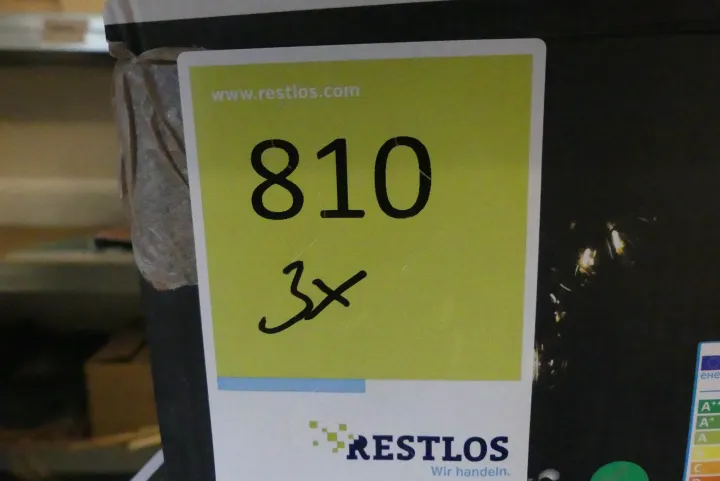 www.restlos.com
810
3x
RESTLOS
Wir handeln.
A++
A+
A
C